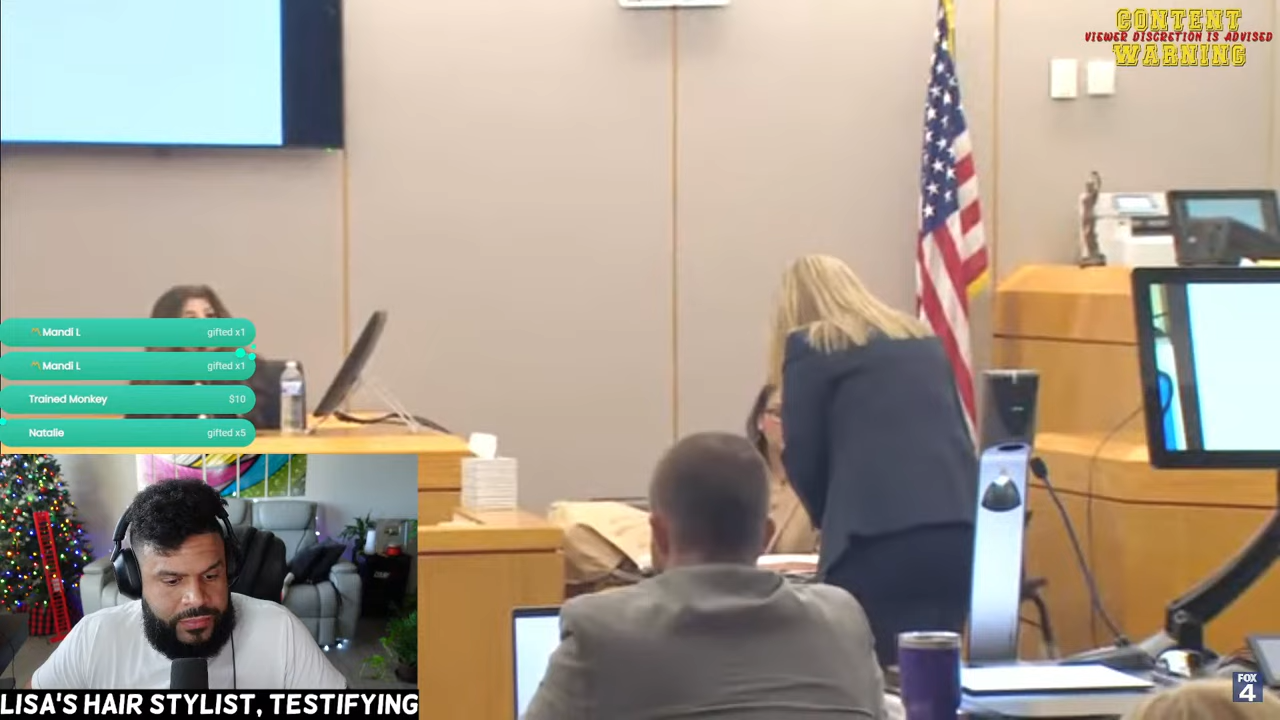 CONTENT
VIEWER DISCRETION IS ADVISED
WARNING
Mandi L gifted x1
Mandi L gifted x1
Trained Monkey $10
Natalie gifted x5
LISA'S HAIR STYLIST, TESTIFYING
FOX
4